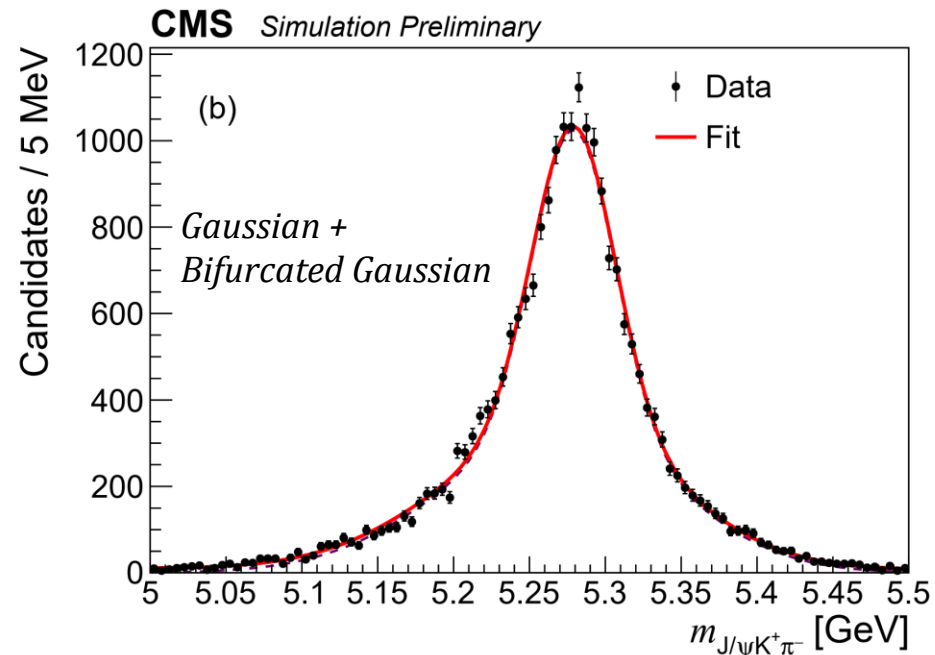 CMS Simulation Preliminary
Candidates / 5 MeV
1200
1000
800
600
400
200
0
(b)
Data
Fit
Gaussian +
Bifurcated Gaussian
5 5.05 5.1 5.15 5.2 5.25 5.3 5.35 5.4 5.45 5.5
m_{J/ψK⁺π⁻} [GeV]